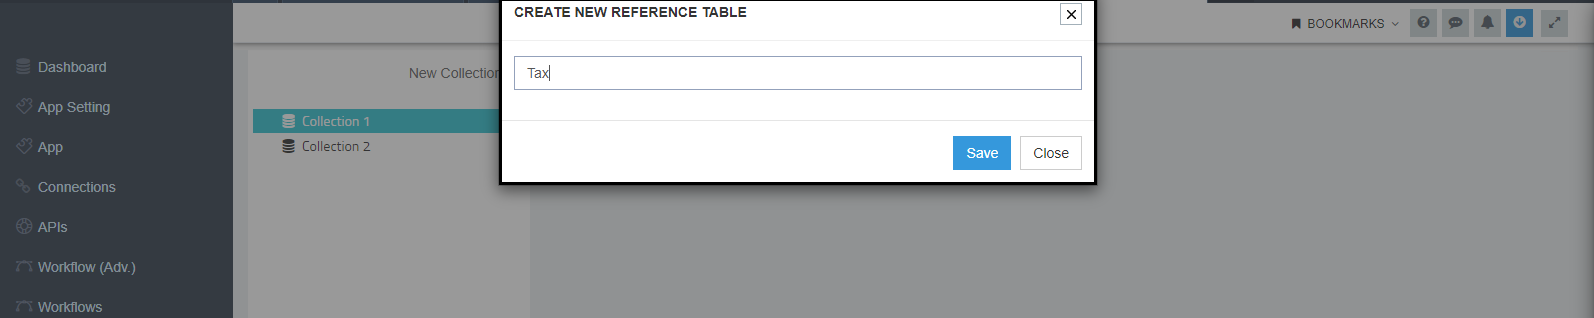 CREATE NEW REFERENCE TABLE
BOOKMARKS
Dashboard
New Collection
Tax
App Setting
Collection 1
App
Collection 2
Save
Close
Connections
APIs
Workflow (Adv.)
Workflows